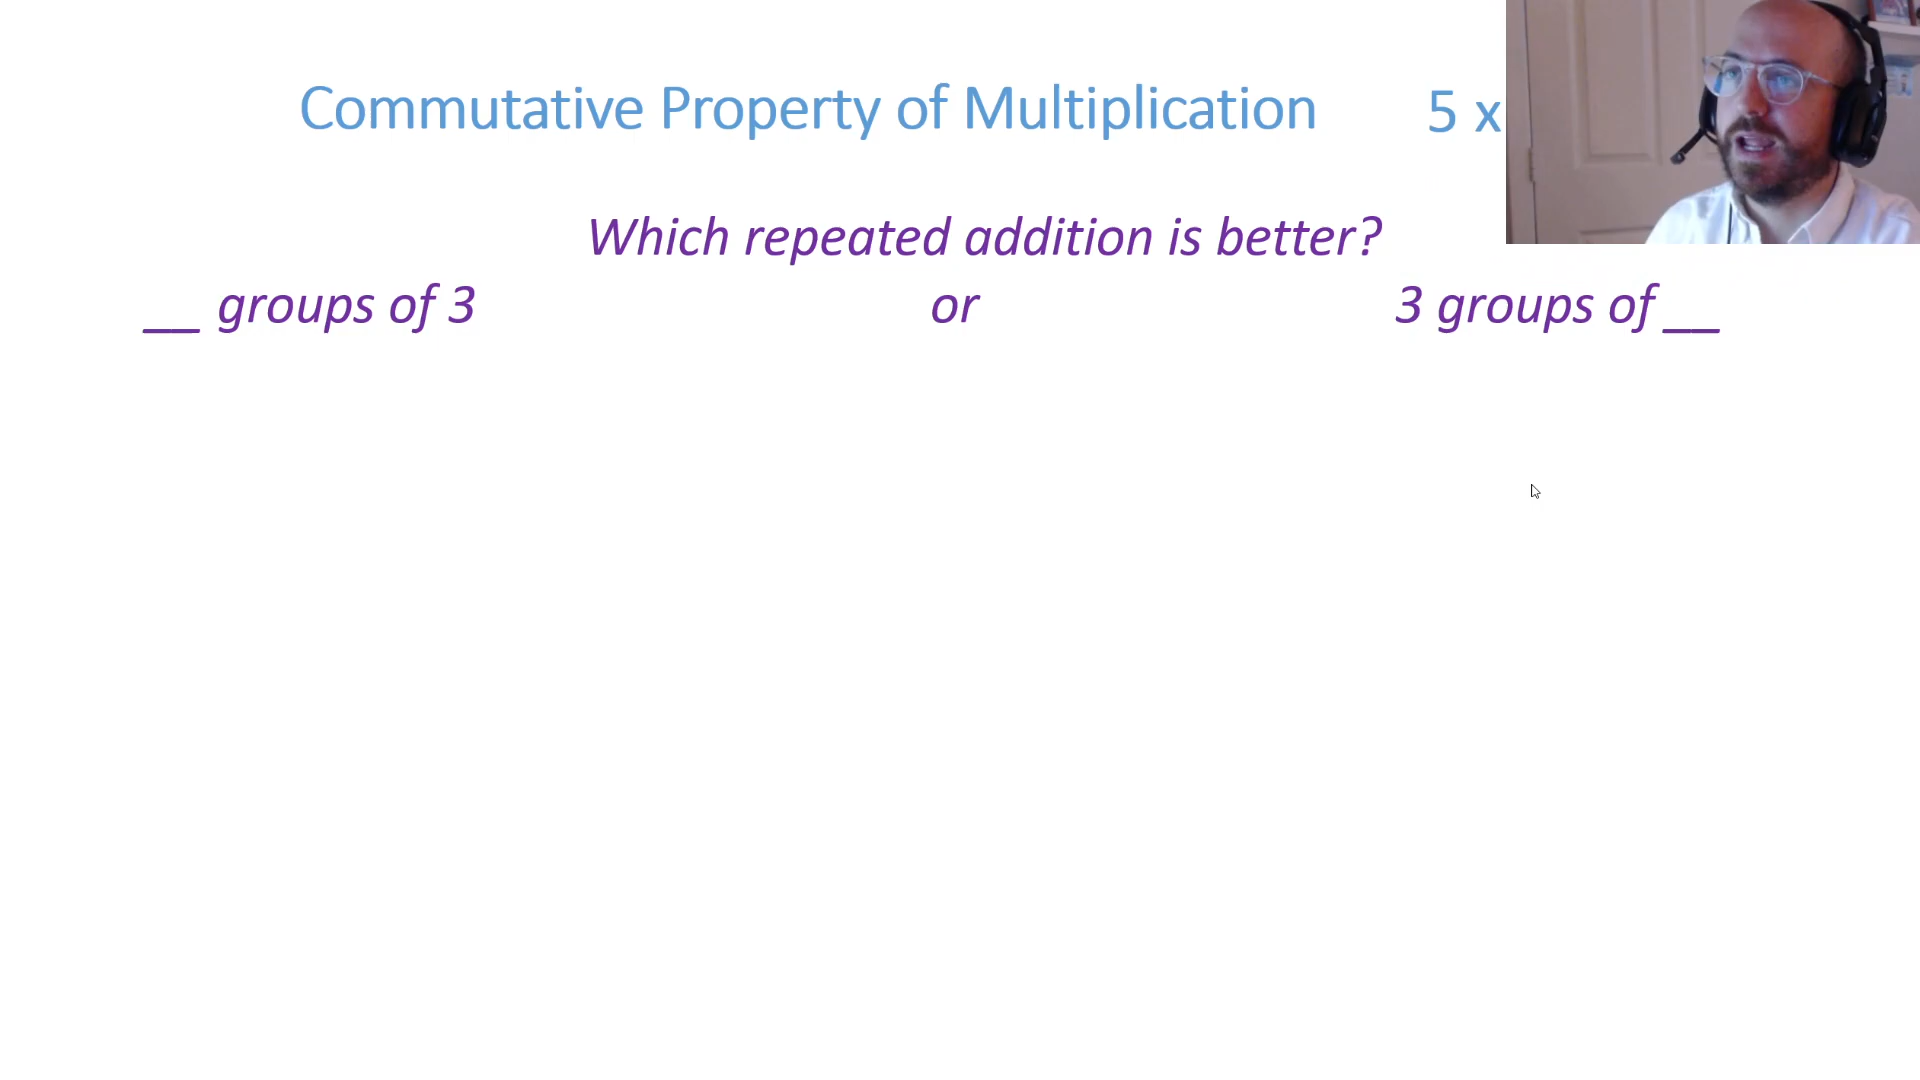 Commutative Property of Multiplication 5 x
Which repeated addition is better?
__ groups of 3 or 3 groups of __